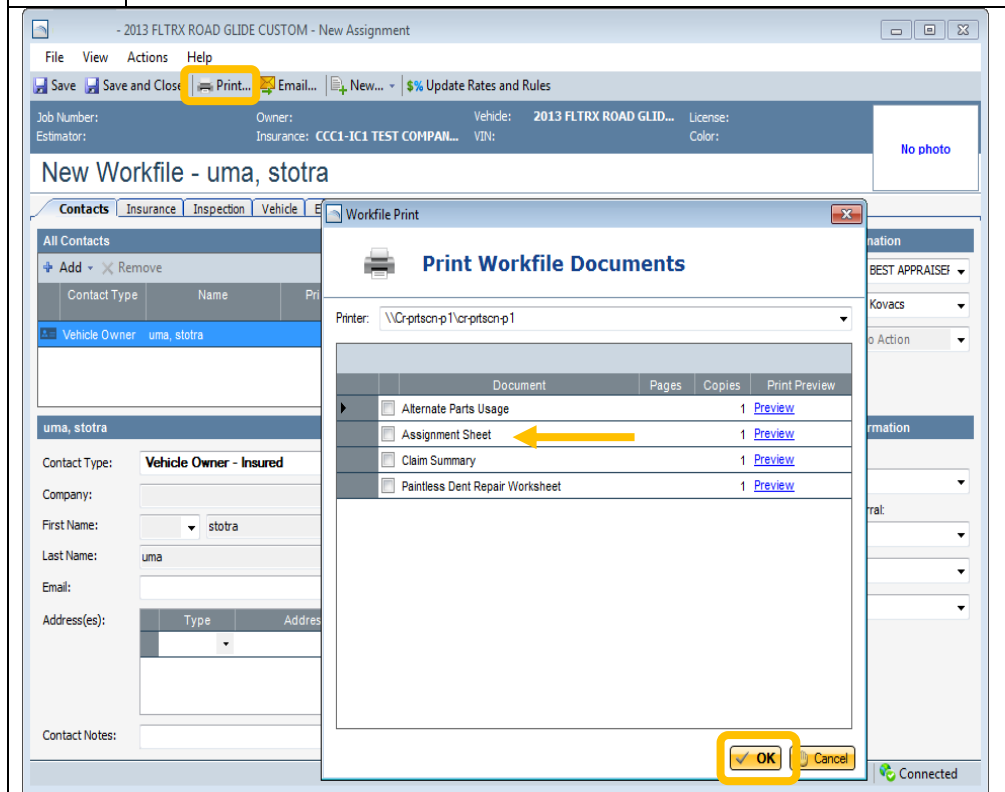 - 2013 FLTRX ROAD GLIDE CUSTOM - New Assignment
File View Actions Help
Save Save and Close Print... Email... New... $% Update Rates and Rules
Job Number: Owner: Vehicle: 2013 FLTRX ROAD GLID... License:
Estimator: Insurance: CCC1-IC1 TEST COMPAN... VIN: Color:
No photo
New Workfile - uma, stotra
Contacts Insurance Inspection Vehicle E
Workfile Print
All Contacts
mation
Add Remove
Print Workfile Documents
BEST APPRAISER
Contact Type Name Pri
Kovacs
Printer: \\Cr-prtscn-p1\cr-prtscn-p1
Vehicle Owner uma, stotra
o Action
Document Pages Copies Print Preview
Alternate Parts Usage 1 Preview
uma, stotra
Assignment Sheet 1 Preview
rmation
Contact Type: Vehicle Owner - Insured
Claim Summary 1 Preview
Paintless Dent Repair Worksheet 1 Preview
Company:
rral:
First Name: stotra
Last Name: uma
Email:
Address(es): Type Addres
Contact Notes:
OK Cancel
Connected